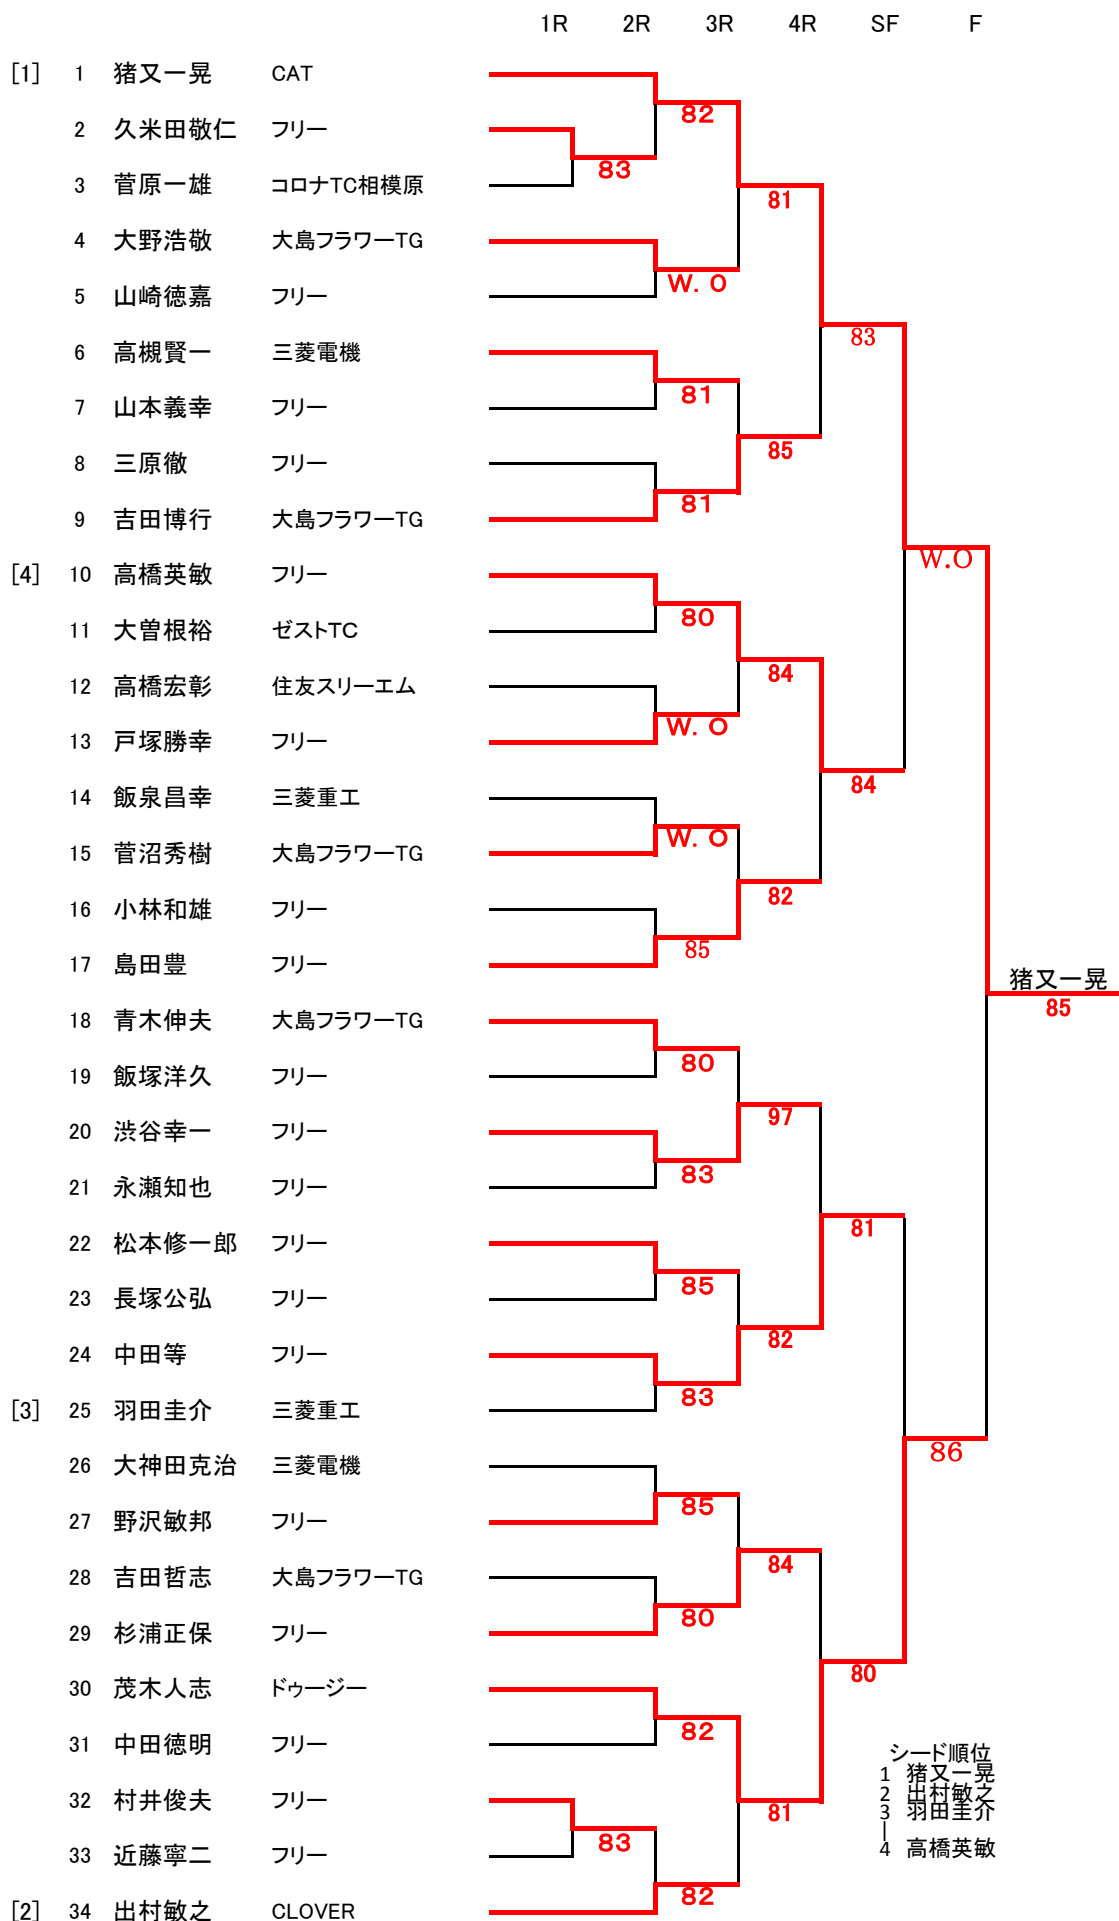 1R 2R 3R 4R SF F
[1] 1 猪又一晃 CAT
82
2 久米田敬仁 フリー
83
3 菅原一雄 コロナTC相模原
81
4 大野浩敬 大島フラワーTG
W.O
5 山崎徳嘉 フリー
83
6 高槻賢一 三菱電機
81
7 山本義幸 フリー
85
8 三原徹 フリー
81
9 吉田博行 大島フラワーTG
W.O
[4] 10 高橋英敏 フリー
80
11 大曽根裕 ゼストTC
84
12 高橋宏彰 住友スリーエム
W.O
13 戸塚勝幸 フリー
84
14 飯泉昌幸 三菱重工
W.O
15 菅沼秀樹 大島フラワーTG
82
16 小林和雄 フリー
85
17 島田豊 フリー
猪又一晃
85
18 青木伸夫 大島フラワーTG
80
19 飯塚洋久 フリー
97
20 渋谷幸一 フリー
83
21 永瀬知也 フリー
81
22 松本修一郎 フリー
85
23 長塚公弘 フリー
82
24 中田等 フリー
83
[3] 25 羽田圭介 三菱重工
86
26 大神田克治 三菱電機
85
27 野沢敏邦 フリー
84
28 吉田哲志 大島フラワーTG
80
29 杉浦正保 フリー
80
30 茂木人志 ドゥージー
82
31 中田徳明 フリー
シード順位
1 猪又一晃
2 出村敏之
3 羽田圭介
|
4 高橋英敏
32 村井俊夫 フリー
81
83
33 近藤寧二 フリー
82
[2] 34 出村敏之 CLOVER